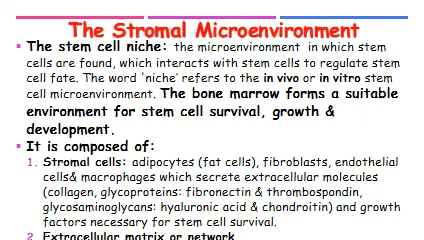 The Stromal Microenvironment
The stem cell niche: the microenvironment in which stem
cells are found, which interacts with stem cells to regulate stem
cell fate. The word 'niche' refers to the in vivo or in vitro stem
cell microenvironment. The bone marrow forms a suitable
environment for stem cell survival, growth &
development.
It is composed of:
1. Stromal cells: adipocytes (fat cells), fibroblasts, endothelial
cells& macrophages which secrete extracellular molecules
(collagen, glycoproteins: fibronectin & thrombospondin,
glycosaminoglycans: hyaluronic acid & chondroitin) and growth
factors necessary for stem cell survival.
2. Extracellular matrix or network